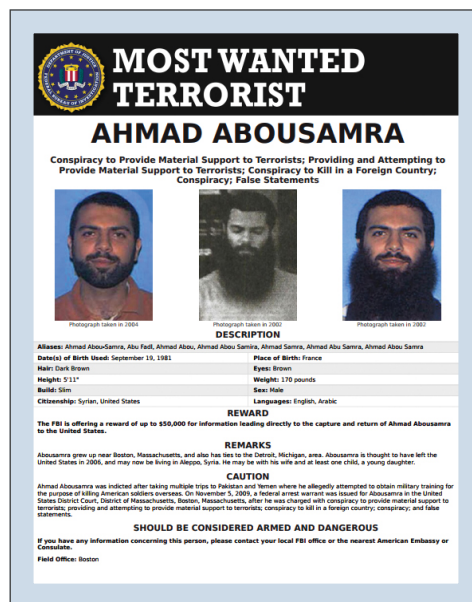 MOST WANTED
TERRORIST
AHMAD ABOUSAMRA
Conspiracy to Provide Material Support to Terrorists; Providing and Attempting to
Provide Material Support to Terrorists; Conspiracy to Kill in a Foreign Country;
Conspiracy; False Statements
Photograph taken in 2004
Photograph taken in 2002
Photograph taken in 2002
DESCRIPTION
Aliases: Ahmad Abou-Samra, Abu Fadl, Ahmad Abou, Ahmad Abou Samira, Ahmad Samra, Ahmad Abu Samra, Ahmad Abou Samra
Date(s) of Birth Used: September 19, 1981
Place of Birth: France
Hair: Dark Brown
Eyes: Brown
Height: 5'11"
Weight: 170 pounds
Build: Slim
Sex: Male
Citizenship: Syrian, United States
Languages: English, Arabic
REWARD
The FBI is offering a reward of up to $50,000 for information leading directly to the capture and return of Ahmad Abousamra
to the United States.
REMARKS
Abousamra grew up near Boston, Massachusetts, and also has ties to the Detroit, Michigan, area. Abousamra is thought to have left the
United States in 2006, and may now be living in Aleppo, Syria. He may be with his wife and at least one child, a young daughter.
CAUTION
Ahmad Abousamra was indicted after taking multiple trips to Pakistan and Yemen where he allegedly attempted to obtain military training for
the purpose of killing American soldiers overseas. On November 5, 2009, a federal arrest warrant was issued for Abousamra in the United
States District Court, District of Massachusetts, Boston, Massachusetts, after he was charged with conspiracy to provide material support to
terrorists; providing and attempting to provide material support to terrorists; conspiracy to kill in a foreign country; conspiracy; and false
statements.
SHOULD BE CONSIDERED ARMED AND DANGEROUS
If you have any information concerning this person, please contact your local FBI office or the nearest American Embassy or
Consulate.
Field Office: Boston